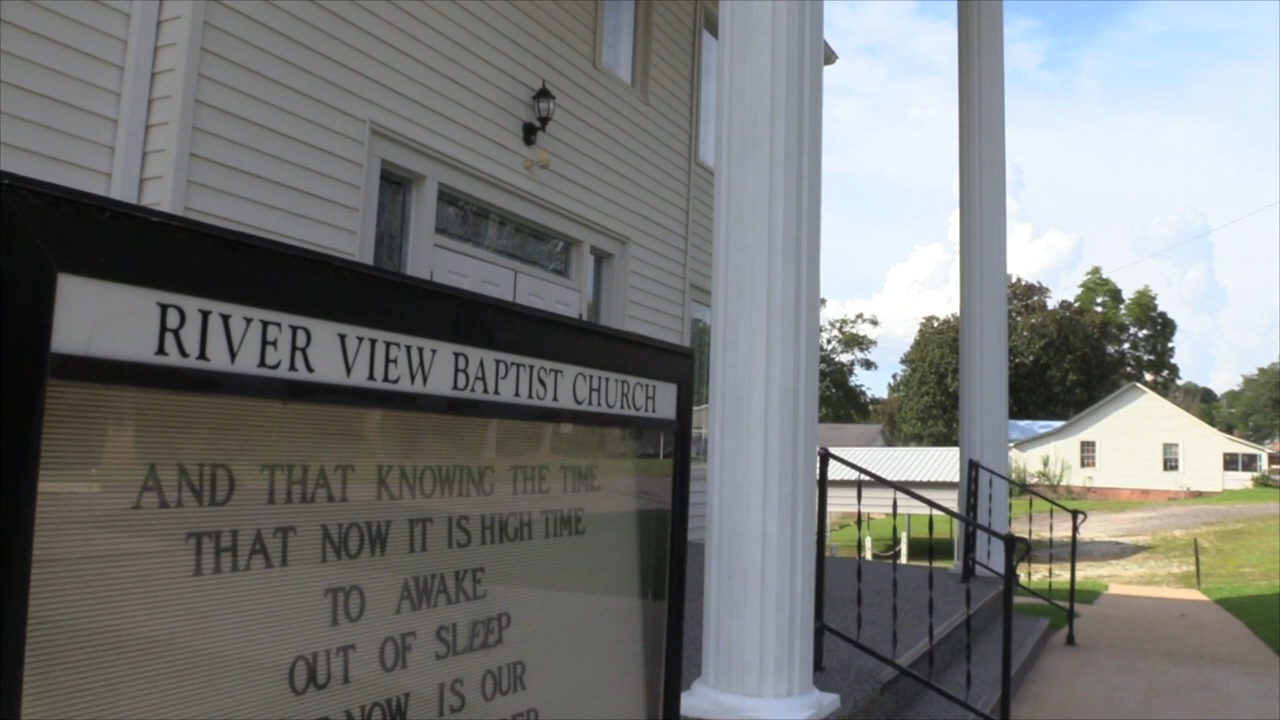 RIVER VIEW BAPTIST CHURCH
AND THAT KNOWING THE TIME
THAT NOW IT IS HIGH TIME
TO AWAKE
OUT OF SLEEP
NOW IS OUR